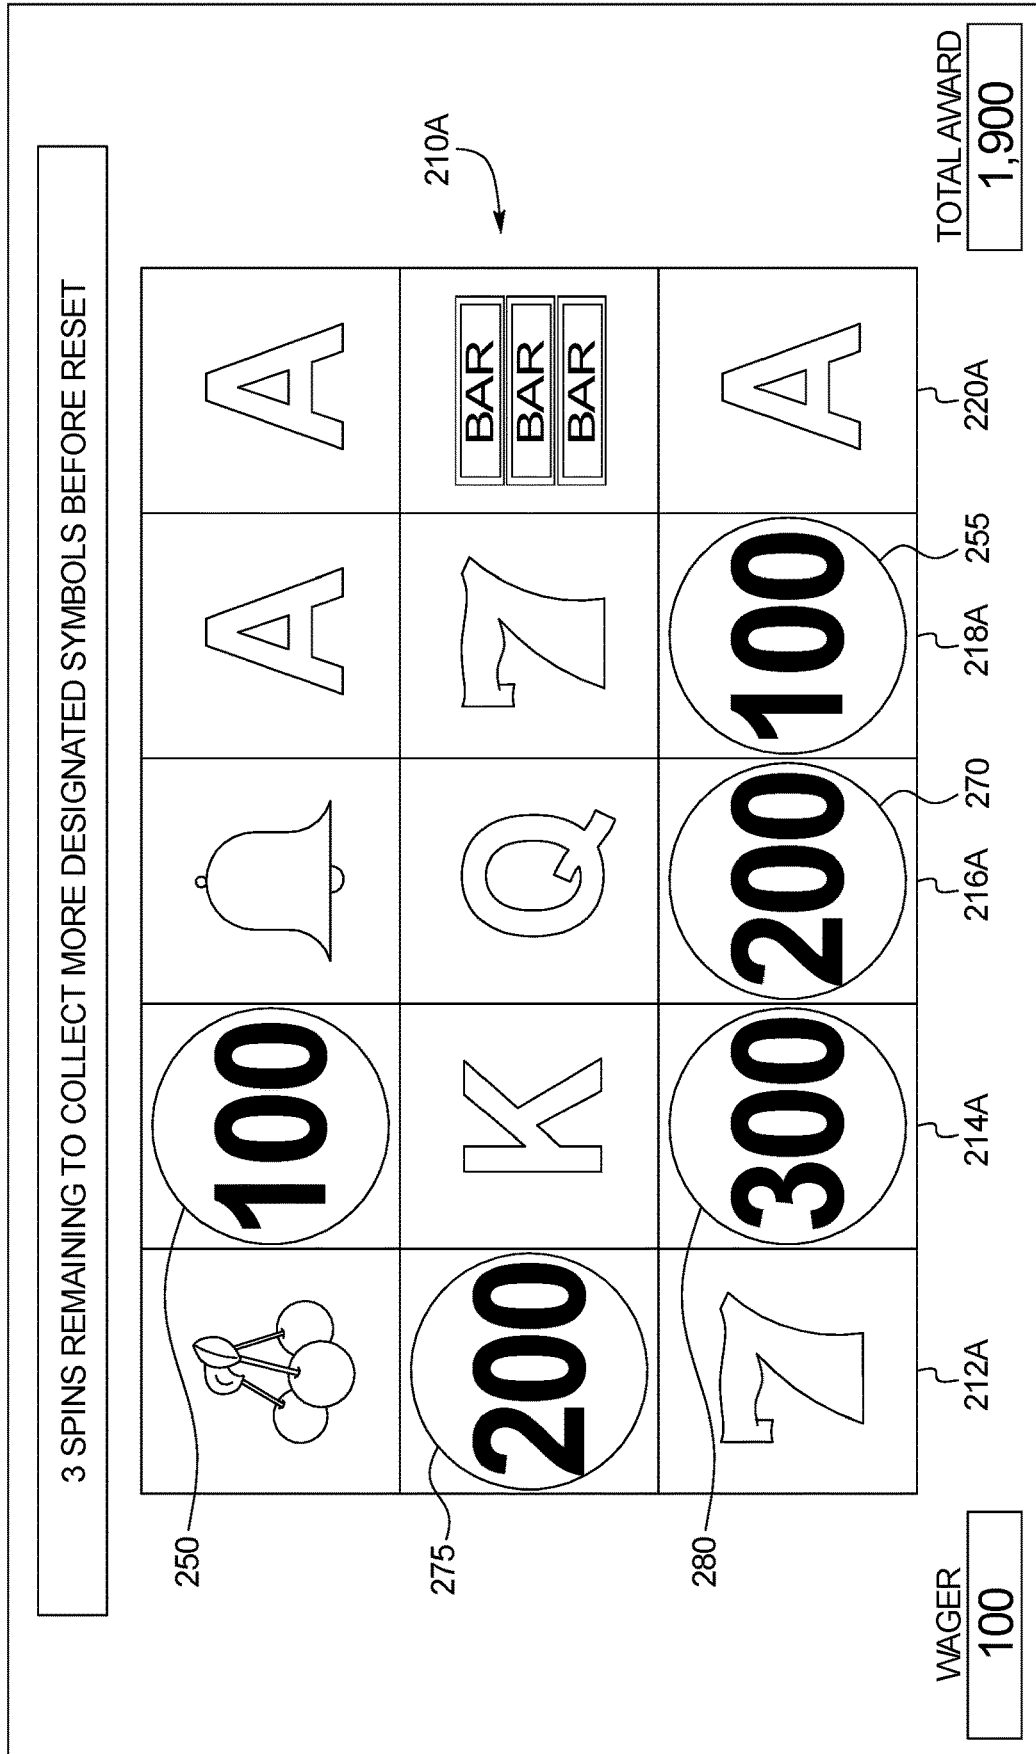 3 SPINS REMAINING TO COLLECT MORE DESIGNATED SYMBOLS BEFORE RESET
250
100
A
A
210A
275
200
K
Q
7
BAR
BAR
BAR
280
7
300
200
100
A
212A
214A
216A
270
218A
255
220A
WAGER
100
TOTAL AWARD
1,900